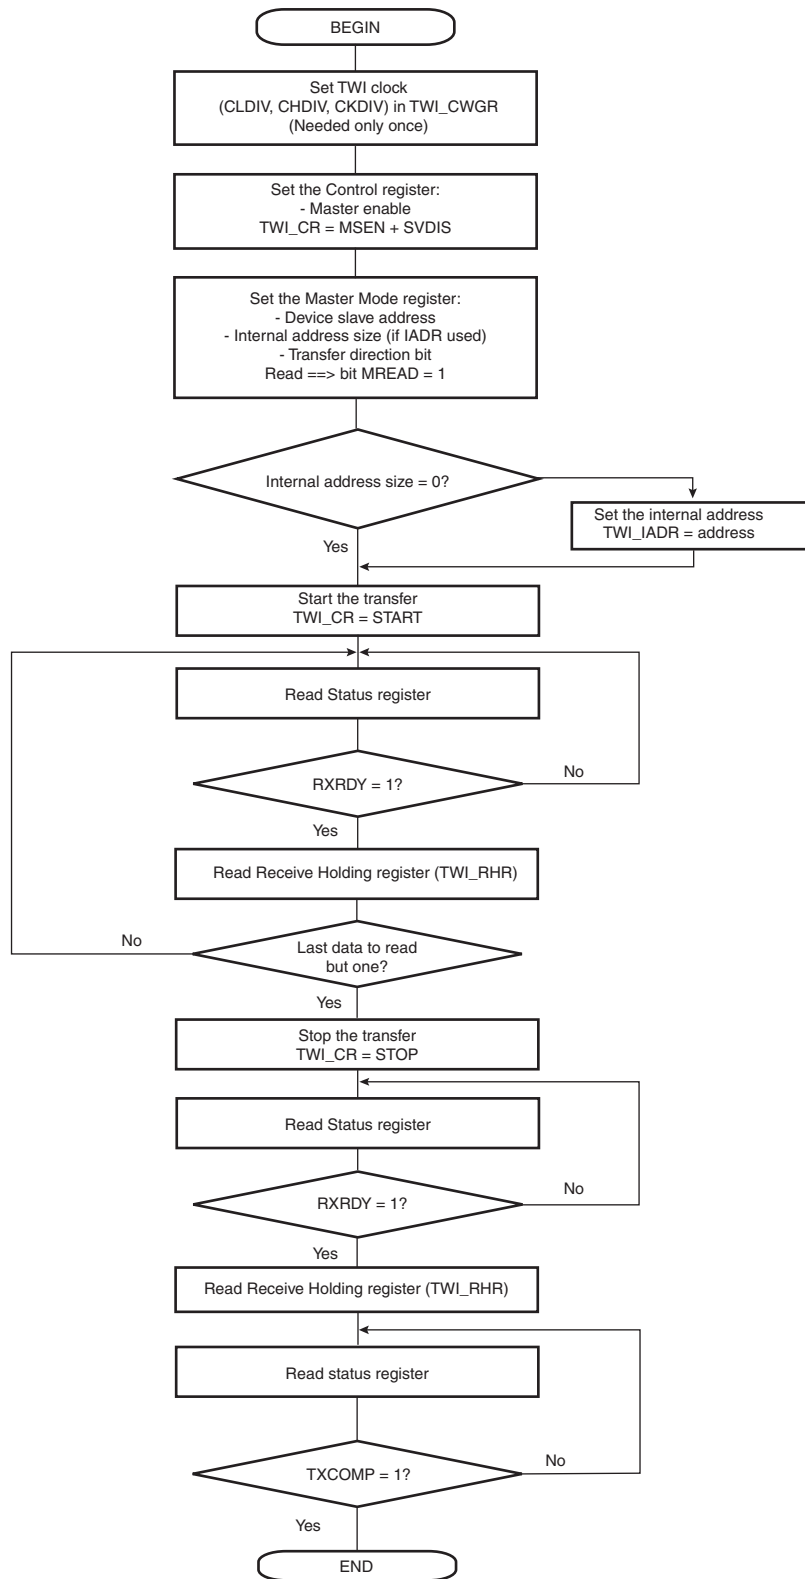 BEGIN
Set TWI clock
(CLDIV, CHDIV, CKDIV) in TWI_CWGR
(Needed only once)
Set the Control register:
- Master enable
TWI_CR = MSEN + SVDIS
Set the Master Mode register:
- Device slave address
- Internal address size (if IADR used)
- Transfer direction bit
Read ==> bit MREAD = 1
Internal address size = 0?
Set the internal address
TWI_IADR = address
Yes
Start the transfer
TWI_CR = START
Read Status register
RXRDY = 1?
No
Yes
Read Receive Holding register (TWI_RHR)
No
Last data to read
but one?
Yes
Stop the transfer
TWI_CR = STOP
Read Status register
RXRDY = 1?
No
Yes
Read Receive Holding register (TWI_RHR)
Read status register
TXCOMP = 1?
No
Yes
END